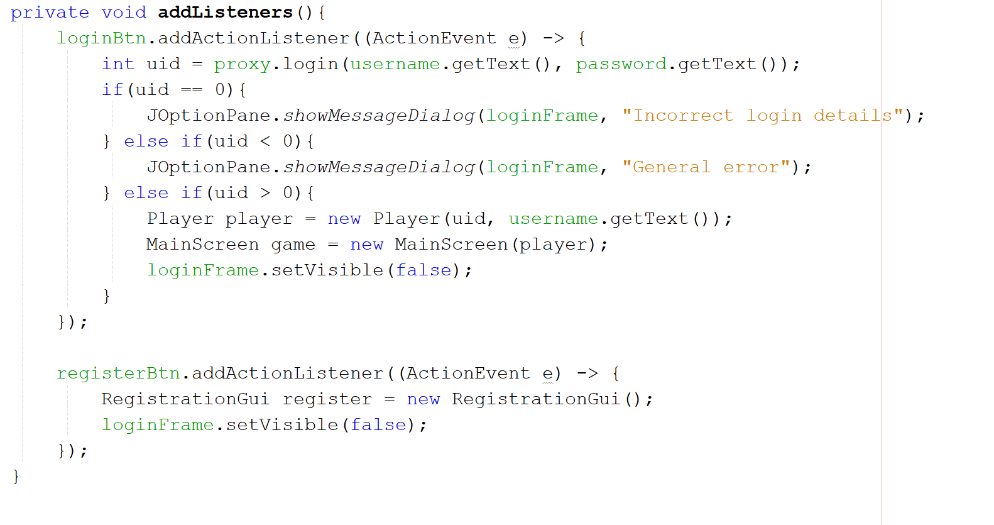 private void addListeners(){
    loginBtn.addActionListener((ActionEvent e) -> {
        int uid = proxy.login(username.getText(), password.getText());
        if(uid == 0){
            JOptionPane.showMessageDialog(loginFrame, "Incorrect login details");
        } else if(uid < 0){
            JOptionPane.showMessageDialog(loginFrame, "General error");
        } else if(uid > 0){
            Player player = new Player(uid, username.getText());
            MainScreen game = new MainScreen(player);
            loginFrame.setVisible(false);
        }
    });

    registerBtn.addActionListener((ActionEvent e) -> {
        RegistrationGui register = new RegistrationGui();
        loginFrame.setVisible(false);
    });
}